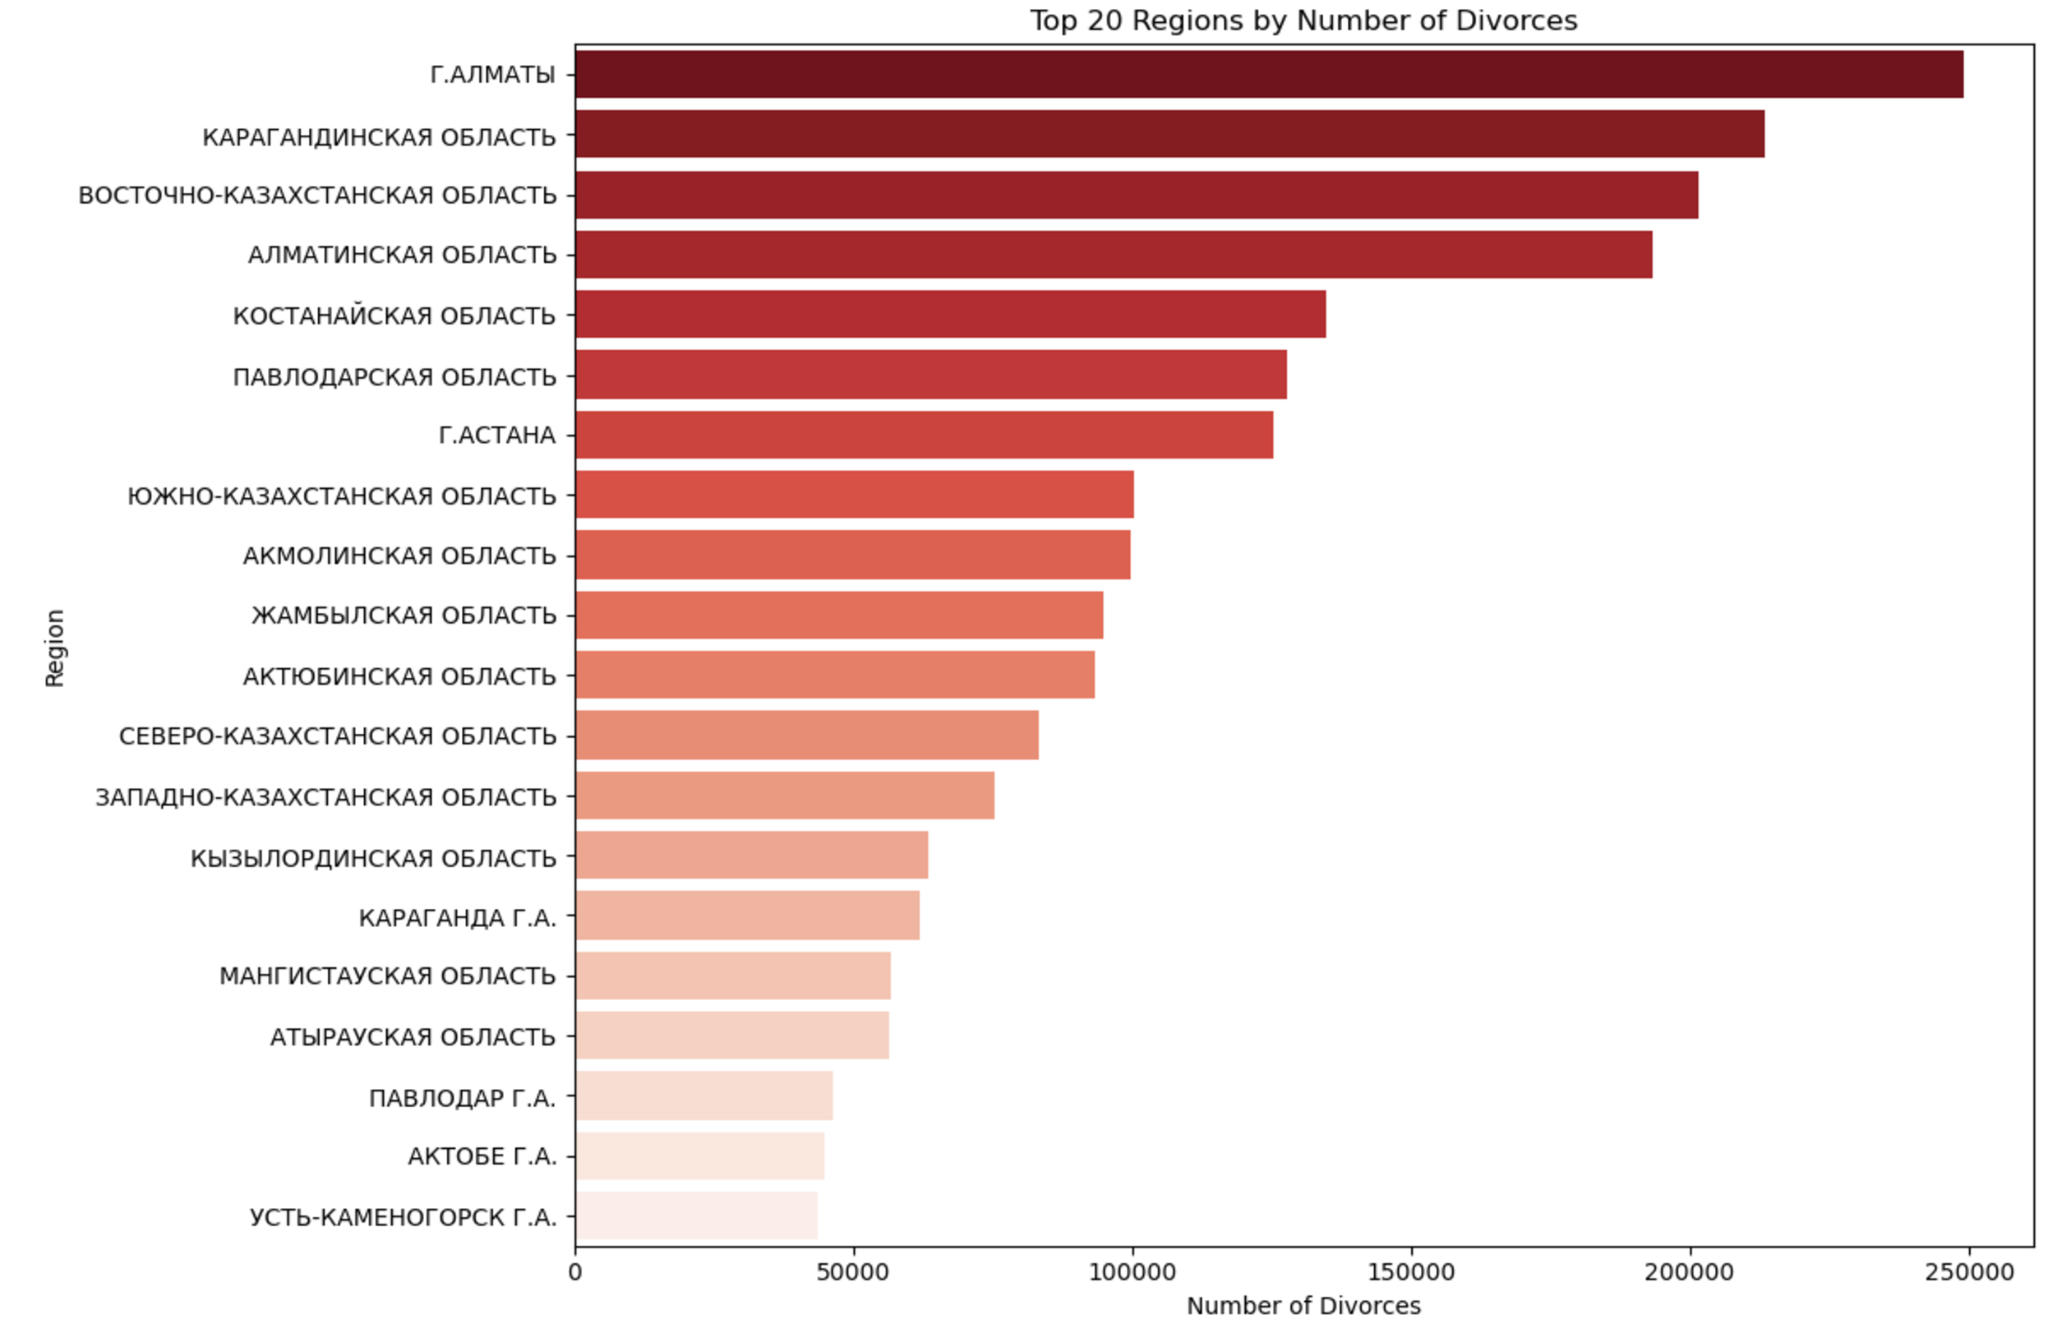 Top 20 Regions by Number of Divorces
Г.АЛМАТЫ
КАРАГАНДИНСКАЯ ОБЛАСТЬ
ВОСТОЧНО-КАЗАХСТАНСКАЯ ОБЛАСТЬ
АЛМАТИНСКАЯ ОБЛАСТЬ
КОСТАНАЙСКАЯ ОБЛАСТЬ
ПАВЛОДАРСКАЯ ОБЛАСТЬ
Г.АСТАНА
ЮЖНО-КАЗАХСТАНСКАЯ ОБЛАСТЬ
АКМОЛИНСКАЯ ОБЛАСТЬ
ЖАМБЫЛСКАЯ ОБЛАСТЬ
АКТЮБИНСКАЯ ОБЛАСТЬ
СЕВЕРО-КАЗАХСТАНСКАЯ ОБЛАСТЬ
ЗАПАДНО-КАЗАХСТАНСКАЯ ОБЛАСТЬ
КЫЗЫЛОРДИНСКАЯ ОБЛАСТЬ
КАРАГАНДА Г.А.
МАНГИСТАУСКАЯ ОБЛАСТЬ
АТЫРАУСКАЯ ОБЛАСТЬ
ПАВЛОДАР Г.А.
АКТОБЕ Г.А.
УСТЬ-КАМЕНОГОРСК Г.А.
Region
0 50000 100000 150000 200000 250000
Number of Divorces